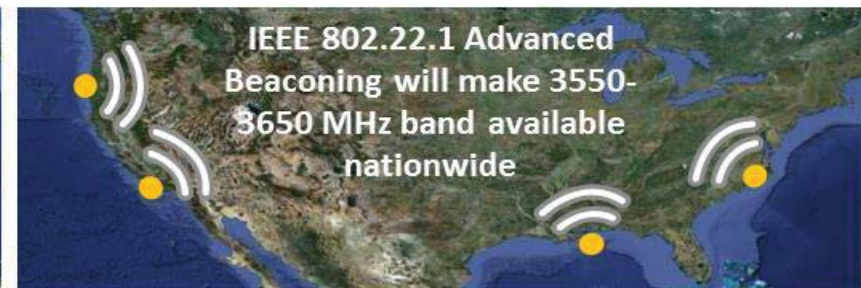 IEEE 802.22.1 Advanced
Beaconing will make 3550-
3650 MHz band available
nationwide